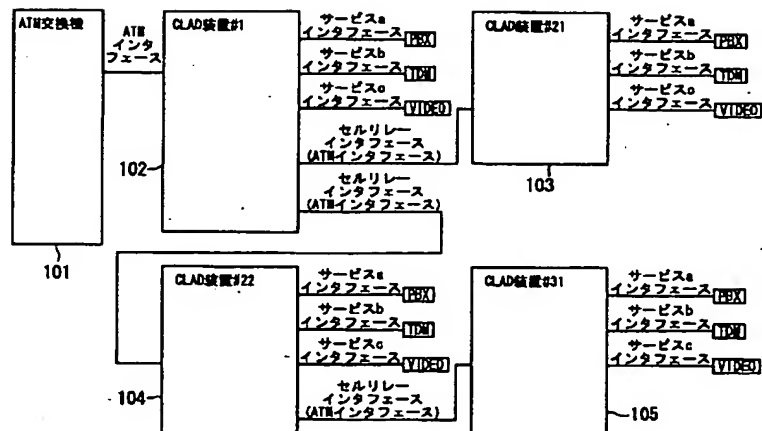 ATM交換機
ATM
インタ
フェース
CLAD装置#1
サービスa
インタフェース
PBX
サービスb
インタフェース
TDM
サービスc
インタフェース
VIDEO
セルリレー
インタフェース
(ATMインタフェース)
セルリレー
インタフェース
(ATMインタフェース)
102
101
CLAD装置#21
サービスa
インタフェース
PBX
サービスb
インタフェース
TDM
サービスc
インタフェース
VIDEO
103
CLAD装置#22
サービスa
インタフェース
PBX
サービスb
インタフェース
TDM
サービスc
インタフェース
VIDEO
セルリレー
インタフェース
(ATMインタフェース)
104
CLAD装置#31
サービスa
インタフェース
PBX
サービスb
インタフェース
TDM
サービスc
インタフェース
VIDEO
105